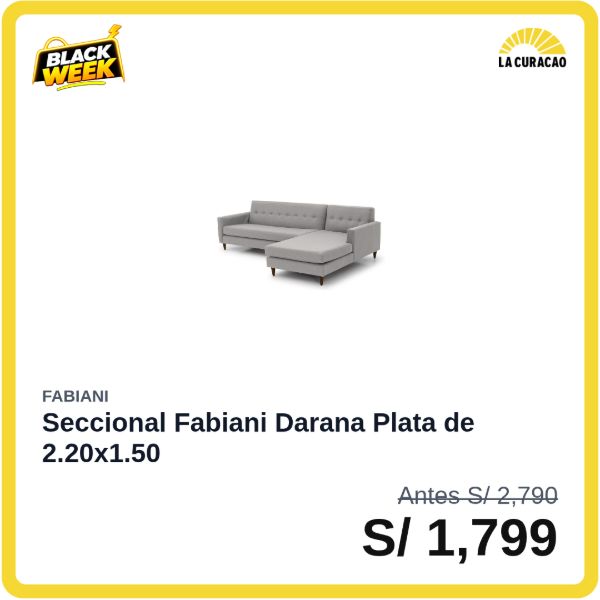 BLACK
WEEK
LA CURACAO
FABIANI
Seccional Fabiani Darana Plata de
2.20x1.50
Antes S/ 2,790
S/ 1,799